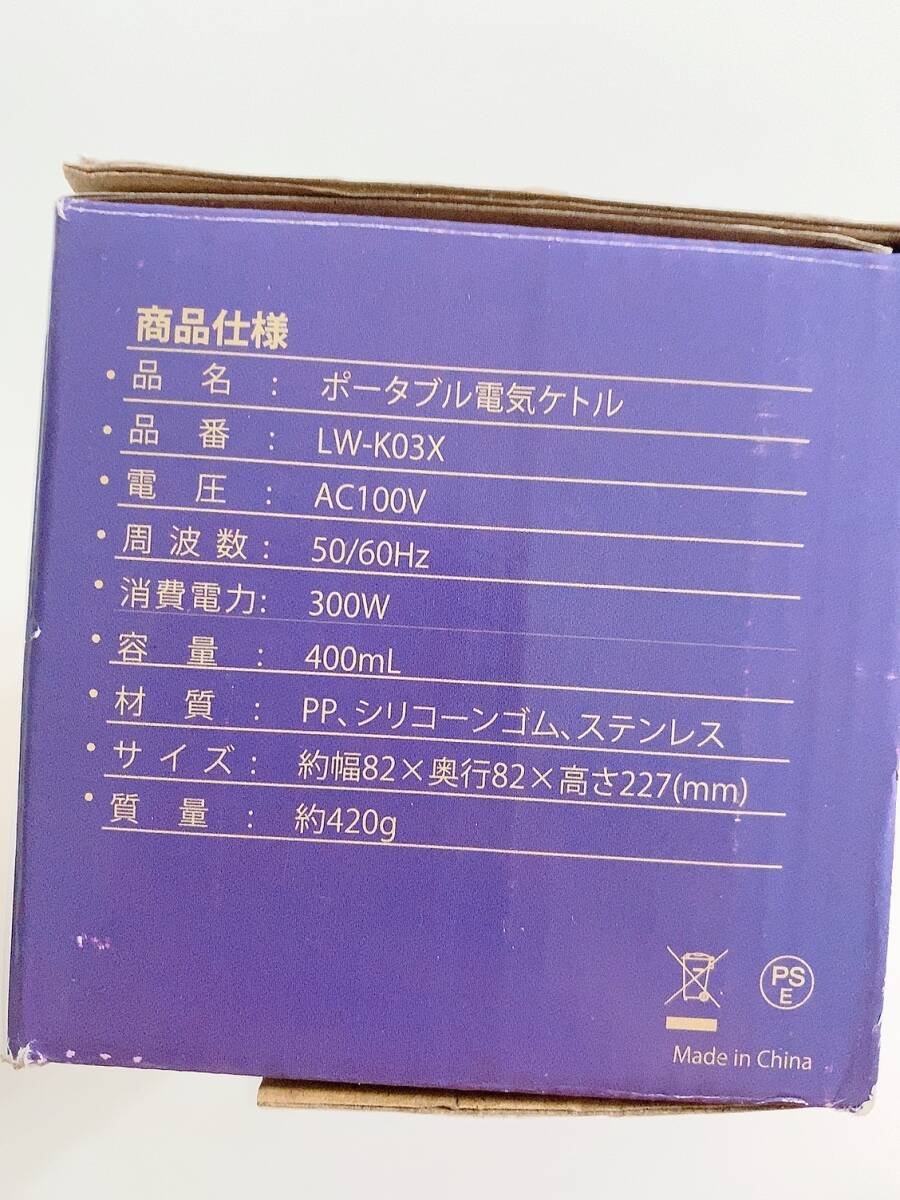 商品仕様
• 品名: ポータブル電気ケトル
• 品番: LW-K03X
• 電圧: AC100V
• 周波数: 50/60Hz
• 消費電力: 300W
• 容量: 400mL
• 材質: PP、シリコーンゴム、ステンレス
• サイズ: 約幅82×奥行82×高さ227(mm)
• 質量: 約420g
PS
E
Made in China